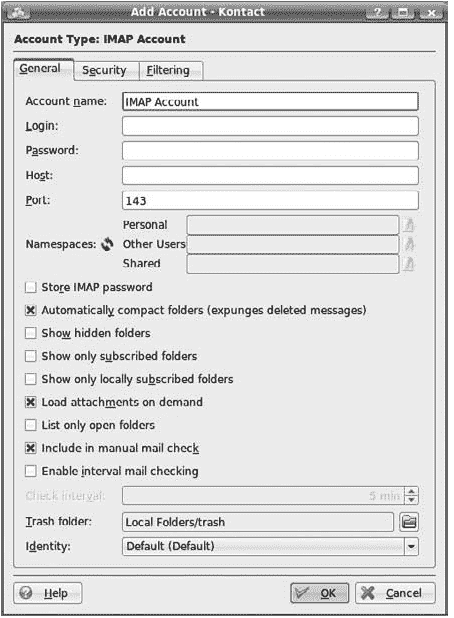 Add Account - Kontact
Account Type: IMAP Account
General Security Filtering
Account name: IMAP Account
Login:
Password:
Host:
Port: 143
Personal
Namespaces: Other Users
Shared
Store IMAP password
Automatically compact folders (expunges deleted messages)
Show hidden folders
Show only subscribed folders
Show only locally subscribed folders
Load attachments on demand
List only open folders
Include in manual mail check
Enable interval mail checking
Check interval: 5 min
Trash folder: Local Folders/trash
Identity: Default (Default)
Help OK Cancel